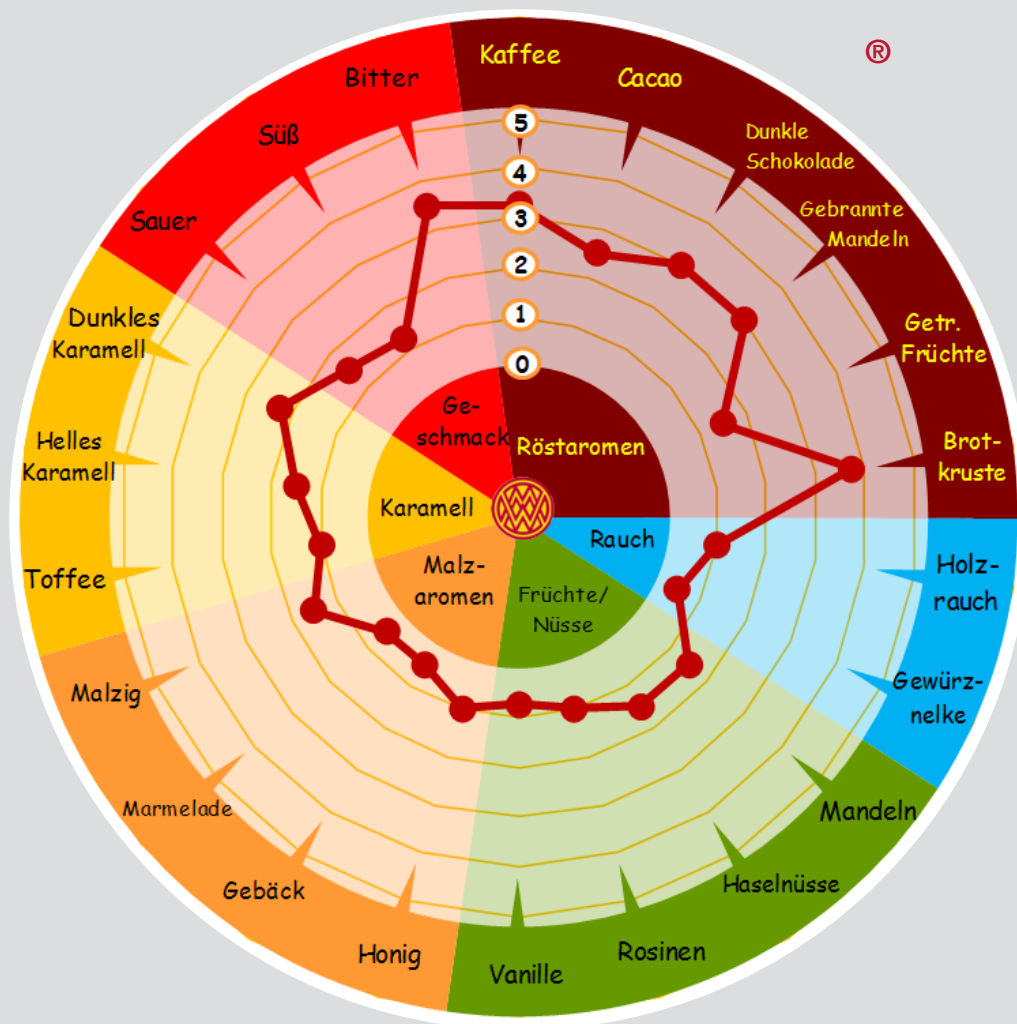 ®
Kaffee
Cacao
Dunkle
Schokolade
Gebrannte
Mandeln
Getr.
Früchte
Brot-
kruste
Holz-
rauch
Gewürz-
nelke
Mandeln
Haselnüsse
Rosinen
Vanille
Honig
Gebäck
Marmelade
Malzig
Toffee
Helles
Karamell
Dunkles
Karamell
Sauer
Süß
Bitter
5
4
3
2
1
0
Ge-
schmack
Röstaromen
Karamell
Rauch
Malz-
aromen
Früchte/
Nüsse